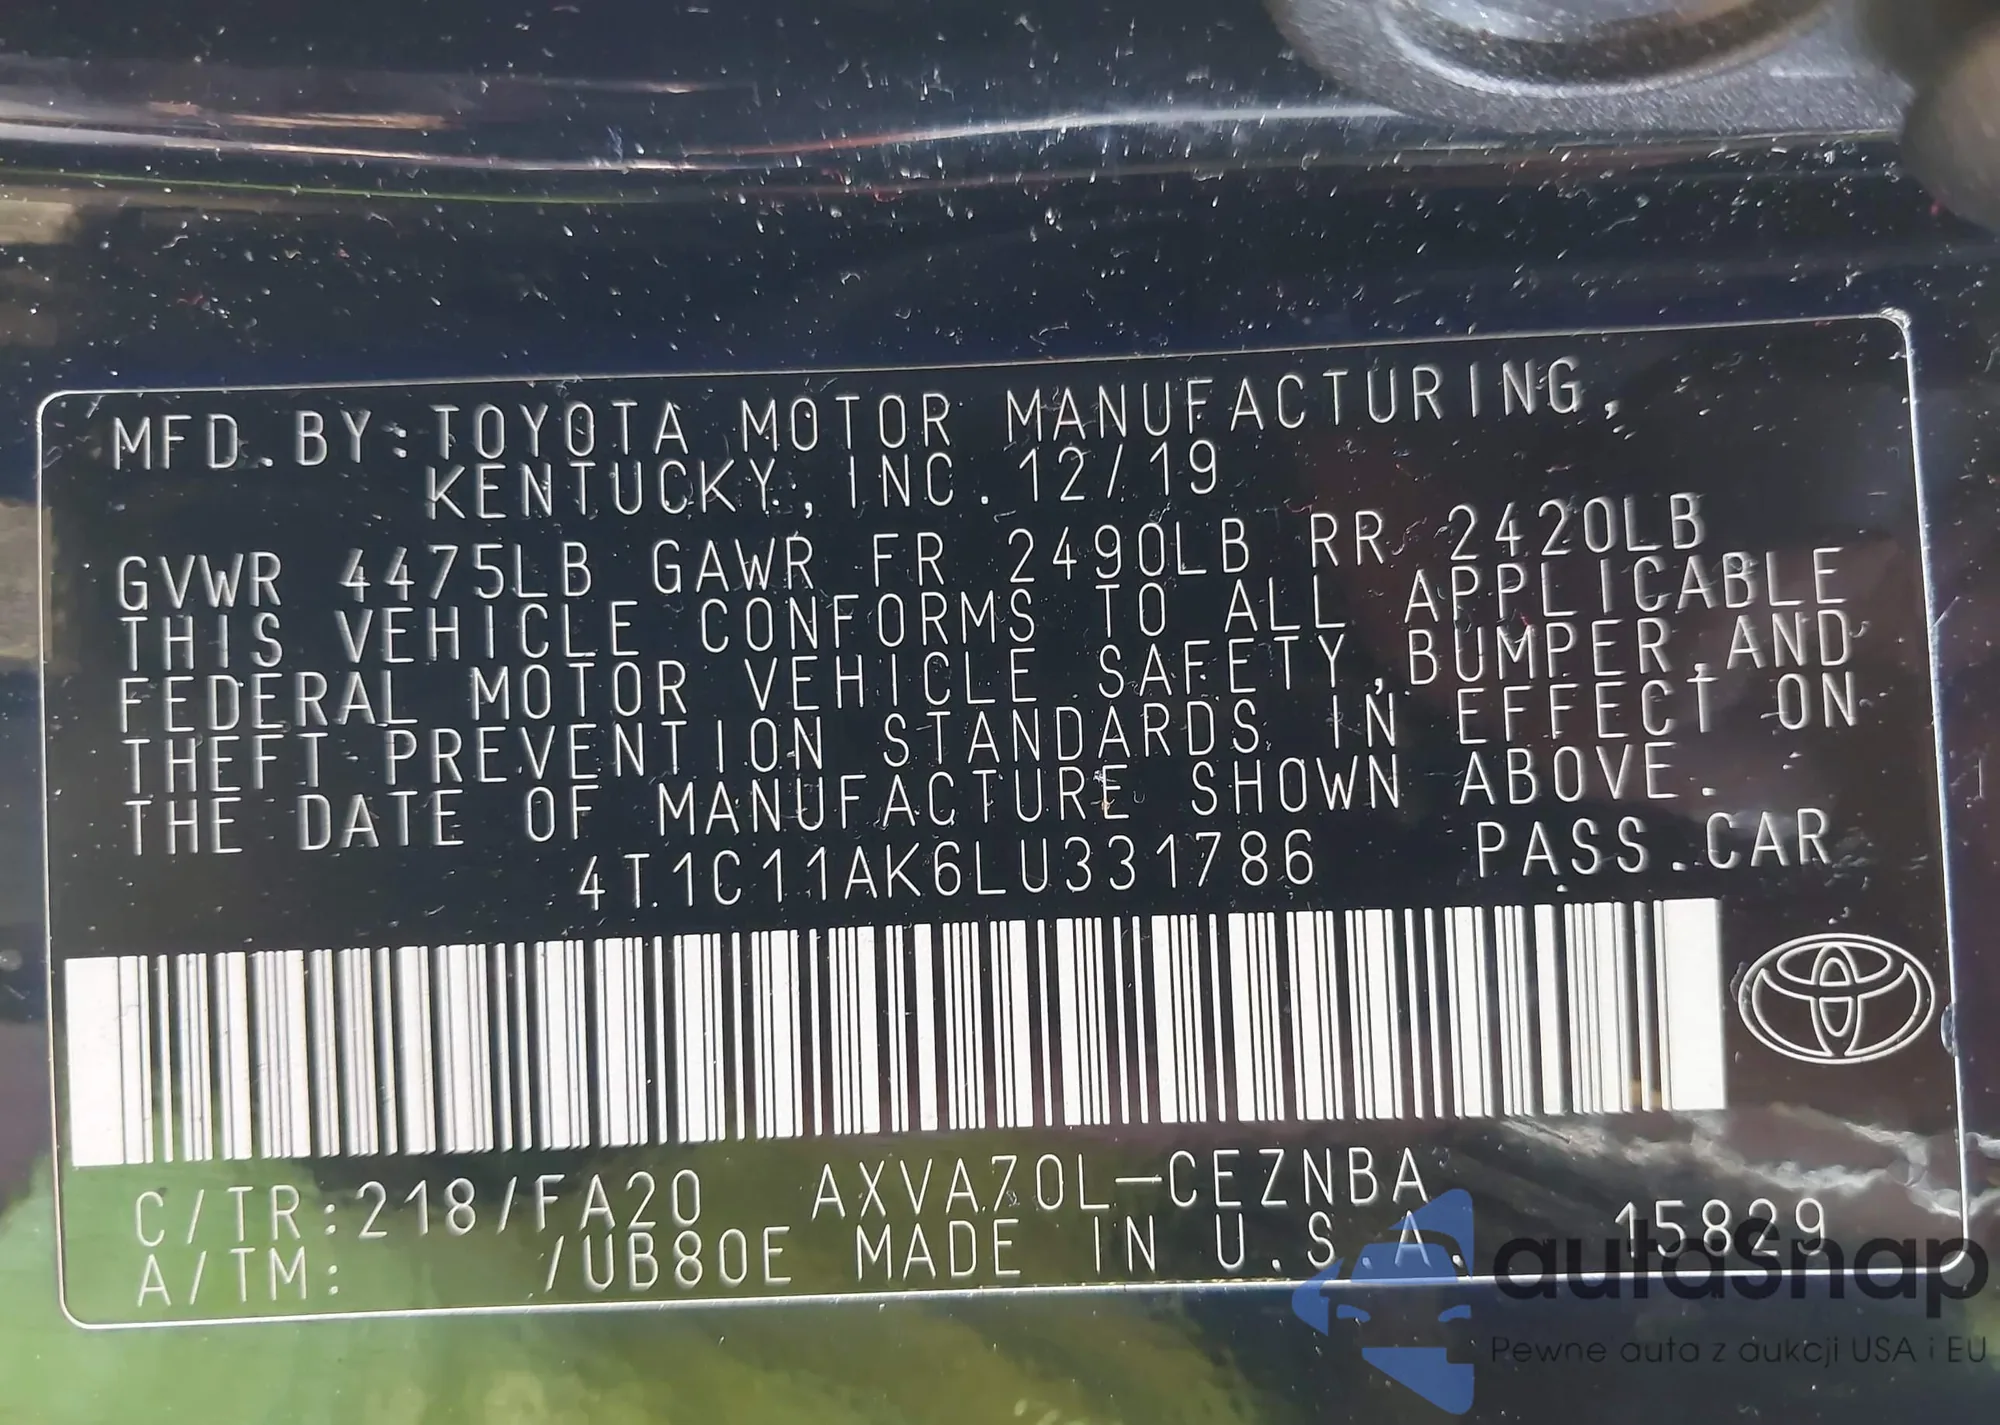 MFD.BY:TOYOTA MOTOR MANUFACTURING,
KENTUCKY, INC. 12/19
GVWR 4475LB GAWR FR 2490LB RR 2420LB
THIS VEHICLE CONFORMS TO ALL APPLICABLE
FEDERAL MOTOR VEHICLE SAFETY,BUMPER,AND
THEFT PREVENTION STANDARDS IN EFFECT ON
THE DATE OF MANUFACTURE SHOWN ABOVE.
4T1C11AK6LU331786 PASS.CAR
C/TR:218/FA20 AXVA70L-CEZNBA
A/TM: /UB80E MADE IN U.S.A. 15829
autoSnap
Pewne auta z aukcji USA i EU